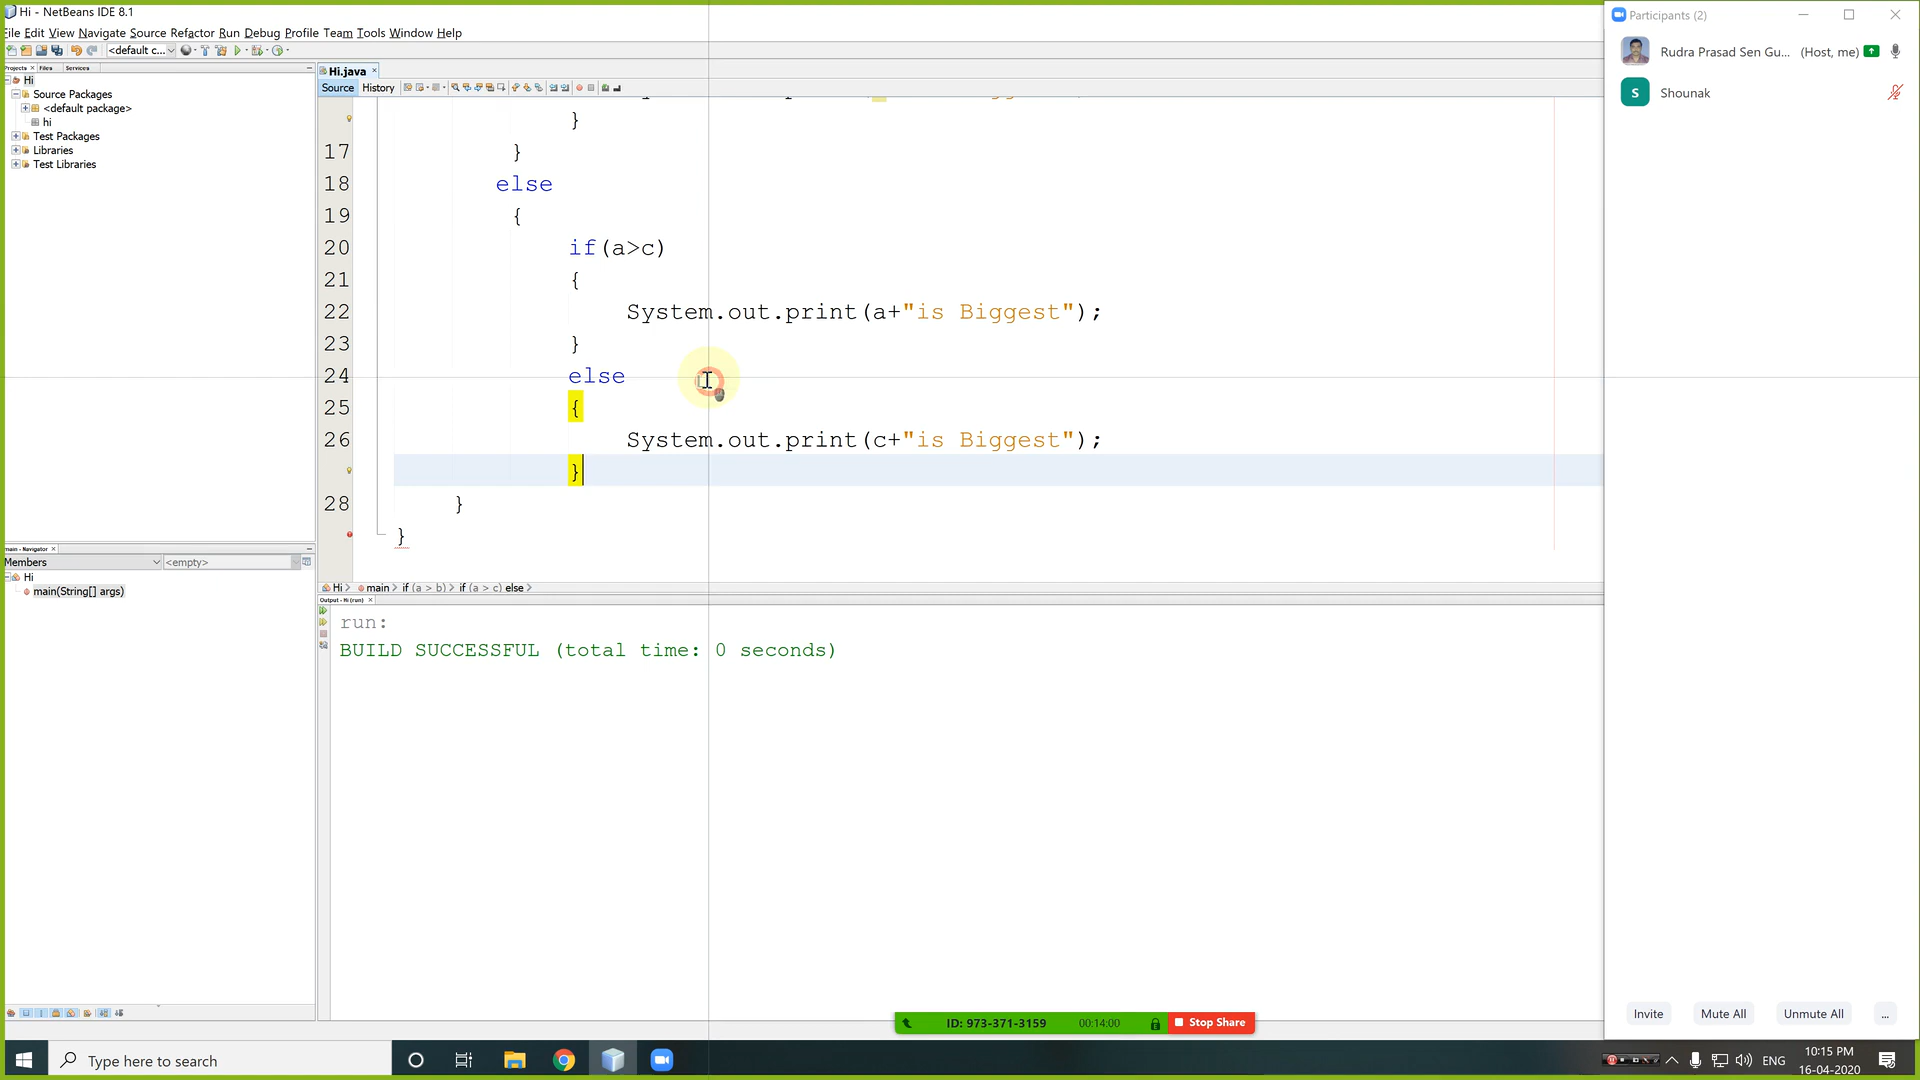 Hi - NetBeans IDE 8.1
File Edit View Navigate Source Refactor Run Debug Profile Team Tools Window Help
<default c...
Projects Files Services
Hi
Source Packages
<default package>
hi
Test Packages
Libraries
Test Libraries
main - Navigator
Members
<empty>
Hi
main(String[] args)
Hi.java
Source History
}
17 }
18 else
19 {
20 if(a>c)
21 {
22 System.out.print(a+"is Biggest");
23 }
24 else
25 {
26 System.out.print(c+"is Biggest");
}
28 }
}
Hi main if (a > b) if (a > c) else
Output - Hi (run)
run:
BUILD SUCCESSFUL (total time: 0 seconds)
Participants (2)
Rudra Prasad Sen Gu... (Host, me)
S Shounak
Invite Mute All Unmute All ...
ID: 973-371-3159 00:14:00 Stop Share
Type here to search
ENG
10:15 PM
16-04-2020